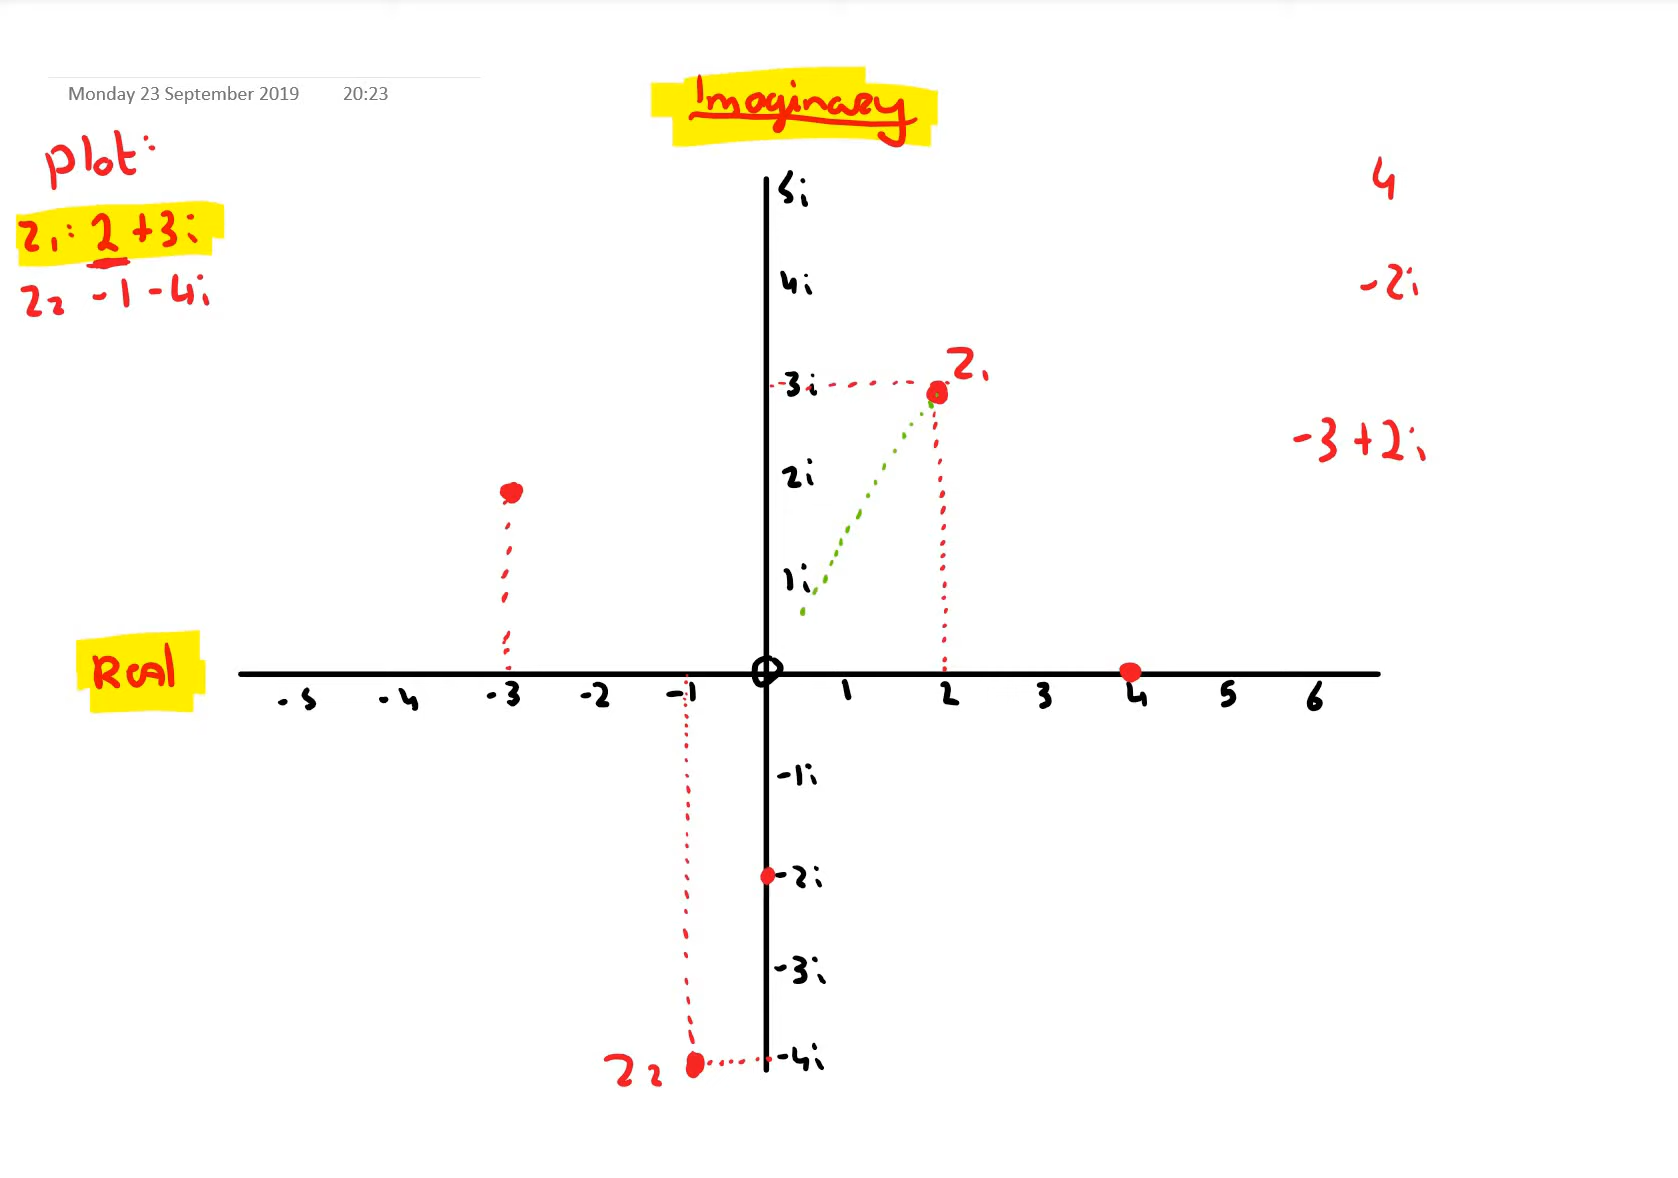 Monday 23 September 2019 20:23
Imaginary
plot:
z₁: 2 + 3i
z₂ -1 - 4i
4
-2i
-3 + 2i
5i
4i
3i
z₁
2i
1i
Real
-5 -4 -3 -2 -1 0 1 2 3 4 5 6
-1i
-2i
-3i
-4i
z₂